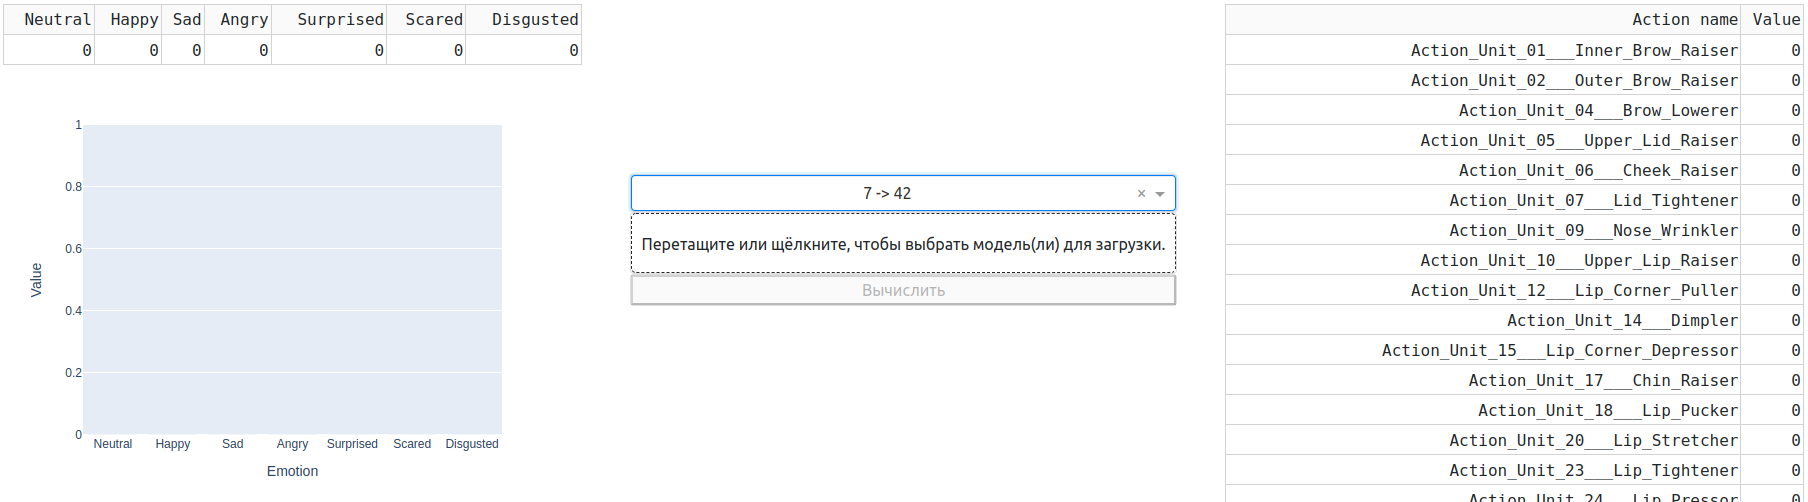 Neutral Happy Sad Angry Surprised Scared Disgusted
0 0 0 0 0 0 0
1
0.8
0.6
0.4
0.2
0
Value
Neutral Happy Sad Angry Surprised Scared Disgusted
Emotion
7 -> 42 ×
Перетащите или щёлкните, чтобы выбрать модель(ли) для загрузки.
Вычислить
Action name Value
Action_Unit_01___Inner_Brow_Raiser 0
Action_Unit_02___Outer_Brow_Raiser 0
Action_Unit_04___Brow_Lowerer 0
Action_Unit_05___Upper_Lid_Raiser 0
Action_Unit_06___Cheek_Raiser 0
Action_Unit_07___Lid_Tightener 0
Action_Unit_09___Nose_Wrinkler 0
Action_Unit_10___Upper_Lip_Raiser 0
Action_Unit_12___Lip_Corner_Puller 0
Action_Unit_14___Dimpler 0
Action_Unit_15___Lip_Corner_Depressor 0
Action_Unit_17___Chin_Raiser 0
Action_Unit_18___Lip_Pucker 0
Action_Unit_20___Lip_Stretcher 0
Action_Unit_23___Lip_Tightener 0
Action_Unit_24___Lip_Pressor 0